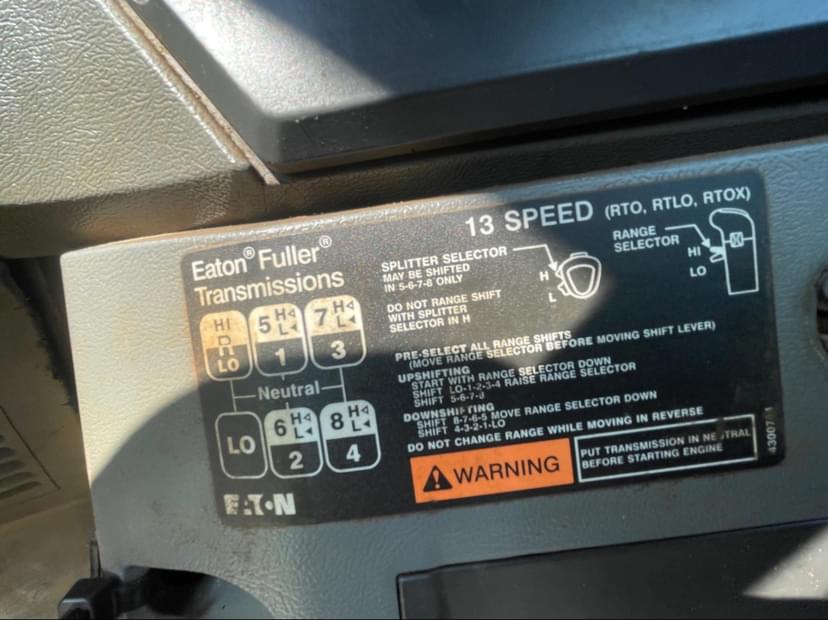 Eaton® Fuller®
Transmissions
HI
R
LO
5 H
L
1
7 H
L
3
Neutral
LO
6 H
L
2
8 H
L
4
EATON
13 SPEED (RTO, RTLO, RTOX)
SPLITTER SELECTOR
MAY BE SHIFTED
IN 5-6-7-8 ONLY
DO NOT RANGE SHIFT
WITH SPLITTER
SELECTOR IN H
H
L
RANGE
SELECTOR
HI
LO
PRE-SELECT ALL RANGE SHIFTS
(MOVE RANGE SELECTOR BEFORE MOVING SHIFT LEVER)
UPSHIFTING
START WITH RANGE SELECTOR DOWN
SHIFT LO-1-2-3-4 RAISE RANGE SELECTOR
SHIFT 5-6-7-8
DOWNSHIFTING
SHIFT 8-7-6-5 MOVE RANGE SELECTOR DOWN
SHIFT 4-3-2-1-LO
DO NOT CHANGE RANGE WHILE MOVING IN REVERSE
WARNING
PUT TRANSMISSION IN NEUTRAL
BEFORE STARTING ENGINE